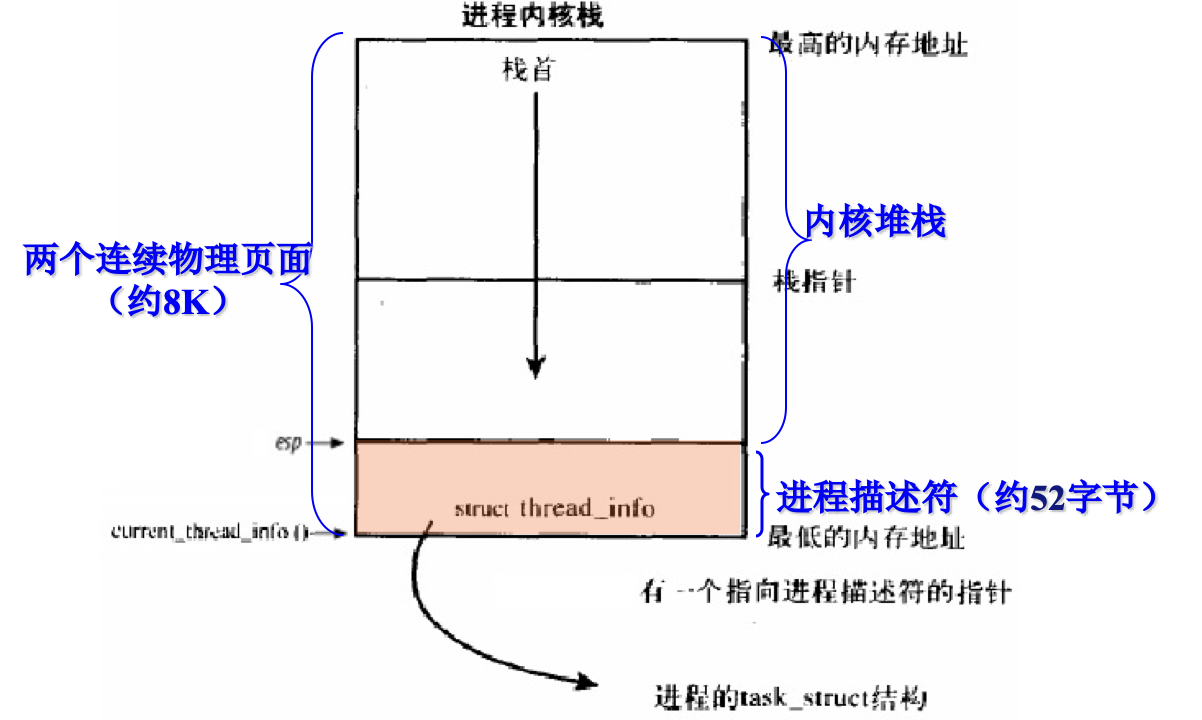 进程内核栈
最高的内存地址
栈首
内核堆栈
两个连续物理页面
（约8K）
栈指针
esp
进程描述符（约52字节）
struct thread_info
current_thread_info ()
最低的内存地址
有一个指向进程描述符的指针
进程的task_struct结构